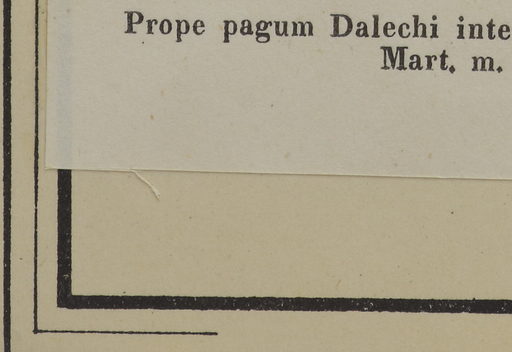 Prope pagum Dalechi inte
Mart. m.